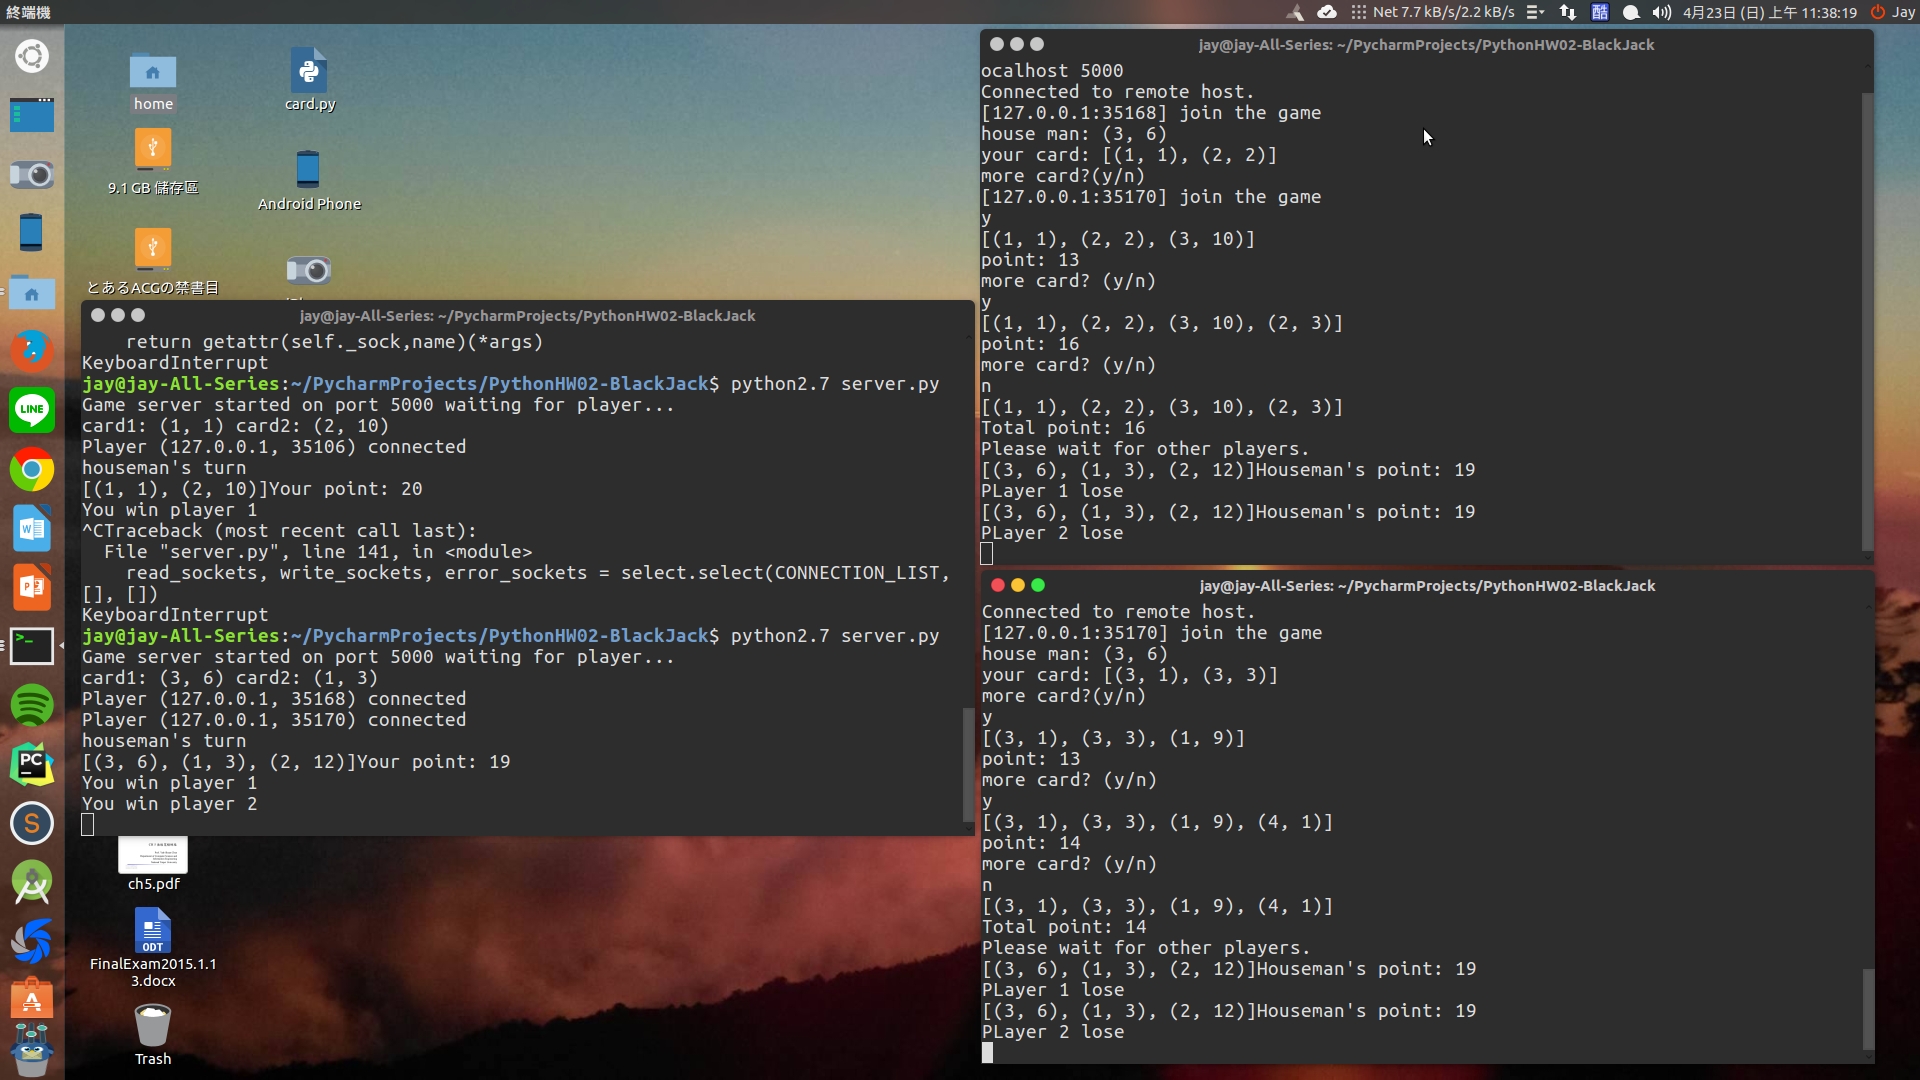 終端機
Net 7.7 kB/s/2.2 kB/s
酷
4月23日 (日) 上午 11:38:19
Jay
home
card.py
9.1 GB 儲存區
Android Phone
とあるACGの禁書目
LINE
W
P
>_
PC
S
A
jay@jay-All-Series: ~/PycharmProjects/PythonHW02-BlackJack
    return getattr(self._sock,name)(*args)
KeyboardInterrupt
jay@jay-All-Series:~/PycharmProjects/PythonHW02-BlackJack$ python2.7 server.py
Game server started on port 5000 waiting for player...
card1: (1, 1) card2: (2, 10)
Player (127.0.0.1, 35106) connected
houseman's turn
[(1, 1), (2, 10)]Your point: 20
You win player 1
^CTraceback (most recent call last):
  File "server.py", line 141, in <module>
    read_sockets, write_sockets, error_sockets = select.select(CONNECTION_LIST,
[], [])
KeyboardInterrupt
jay@jay-All-Series:~/PycharmProjects/PythonHW02-BlackJack$ python2.7 server.py
Game server started on port 5000 waiting for player...
card1: (3, 6) card2: (1, 3)
Player (127.0.0.1, 35168) connected
Player (127.0.0.1, 35170) connected
houseman's turn
[(3, 6), (1, 3), (2, 12)]Your point: 19
You win player 1
You win player 2
ch5.pdf
ODT
FinalExam2015.1.1
3.docx
Trash
jay@jay-All-Series: ~/PycharmProjects/PythonHW02-BlackJack
ocalhost 5000
Connected to remote host.
[127.0.0.1:35168] join the game
house man: (3, 6)
your card: [(1, 1), (2, 2)]
more card?(y/n)
[127.0.0.1:35170] join the game
y
[(1, 1), (2, 2), (3, 10)]
point: 13
more card? (y/n)
y
[(1, 1), (2, 2), (3, 10), (2, 3)]
point: 16
more card? (y/n)
n
[(1, 1), (2, 2), (3, 10), (2, 3)]
Total point: 16
Please wait for other players.
[(3, 6), (1, 3), (2, 12)]Houseman's point: 19
PLayer 1 lose
[(3, 6), (1, 3), (2, 12)]Houseman's point: 19
PLayer 2 lose
jay@jay-All-Series: ~/PycharmProjects/PythonHW02-BlackJack
Connected to remote host.
[127.0.0.1:35170] join the game
house man: (3, 6)
your card: [(3, 1), (3, 3)]
more card?(y/n)
y
[(3, 1), (3, 3), (1, 9)]
point: 13
more card? (y/n)
y
[(3, 1), (3, 3), (1, 9), (4, 1)]
point: 14
more card? (y/n)
n
[(3, 1), (3, 3), (1, 9), (4, 1)]
Total point: 14
Please wait for other players.
[(3, 6), (1, 3), (2, 12)]Houseman's point: 19
PLayer 1 lose
[(3, 6), (1, 3), (2, 12)]Houseman's point: 19
PLayer 2 lose